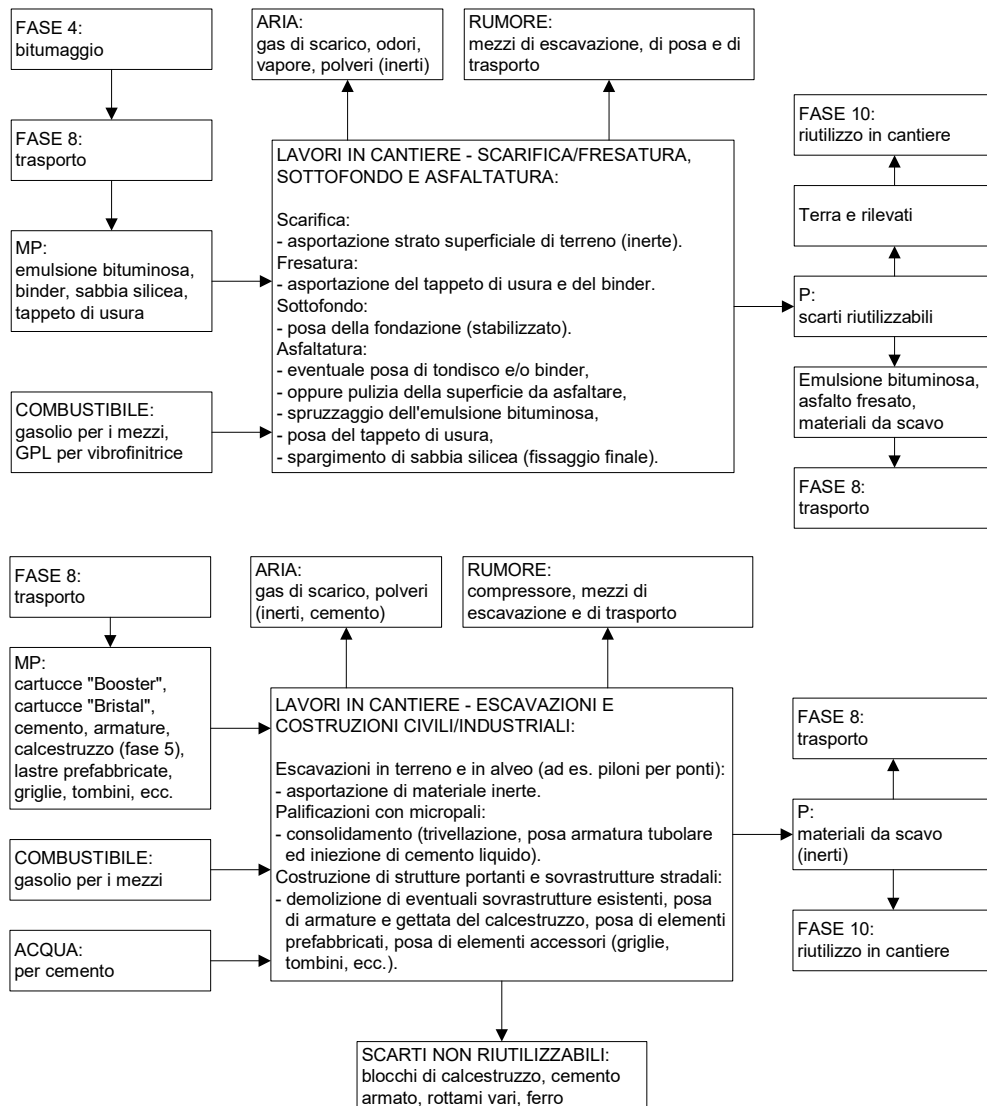 FASE 4:
bitumaggio
ARIA:
gas di scarico, odori,
vapore, polveri (inerti)
RUMORE:
mezzi di escavazione, di posa e di
trasporto
FASE 8:
trasporto
MP:
emulsione bituminosa,
binder, sabbia silicea,
tappeto di usura
COMBUSTIBILE:
gasolio per i mezzi,
GPL per vibrofinitrice
LAVORI IN CANTIERE - SCARIFICA/FRESATURA,
SOTTOFONDO E ASFALTATURA:
Scarifica:
- asportazione strato superficiale di terreno (inerte).
Fresatura:
- asportazione del tappeto di usura e del binder.
Sottofondo:
- posa della fondazione (stabilizzato).
Asfaltatura:
- eventuale posa di tondisco e/o binder,
- oppure pulizia della superficie da asfaltare,
- spruzzaggio dell'emulsione bituminosa,
- posa del tappeto di usura,
- spargimento di sabbia silicea (fissaggio finale).
FASE 10:
riutilizzo in cantiere
Terra e rilevati
P:
scarti riutilizzabili
Emulsione bituminosa,
asfalto fresato,
materiali da scavo
FASE 8:
trasporto
FASE 8:
trasporto
ARIA:
gas di scarico, polveri
(inerti, cemento)
RUMORE:
compressore, mezzi di
escavazione e di trasporto
MP:
cartucce "Booster",
cartucce "Bristal",
cemento, armature,
calcestruzzo (fase 5),
lastre prefabbricate,
griglie, tombini, ecc.
COMBUSTIBILE:
gasolio per i mezzi
ACQUA:
per cemento
LAVORI IN CANTIERE - ESCAVAZIONI E
COSTRUZIONI CIVILI/INDUSTRIALI:
Escavazioni in terreno e in alveo (ad es. piloni per ponti):
- asportazione di materiale inerte.
Palificazioni con micropali:
- consolidamento (trivellazione, posa armatura tubolare
ed iniezione di cemento liquido).
Costruzione di strutture portanti e sovrastrutture stradali:
- demolizione di eventuali sovrastrutture esistenti, posa
di armature e gettata del calcestruzzo, posa di elementi
prefabbricati, posa di elementi accessori (griglie,
tombini, ecc.).
FASE 8:
trasporto
P:
materiali da scavo
(inerti)
FASE 10:
riutilizzo in cantiere
SCARTI NON RIUTILIZZABILI:
blocchi di calcestruzzo, cemento
armato, rottami vari, ferro